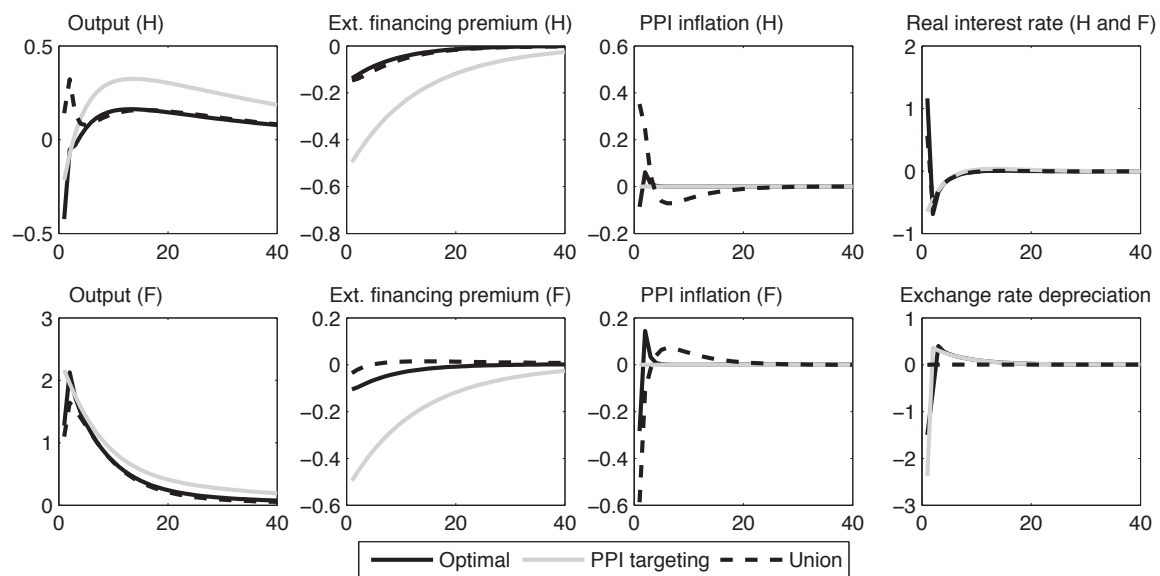 Output (H) Ext. financing premium (H) PPI inflation (H) Real interest rate (H and F)
0.5 0 0.6 2
0 −0.2 0.4 1
−0.4 0.2 0
−0.6 0
−0.5 −0.8 −0.2 −1
0 20 40 0 20 40 0 20 40 0 20 40
Output (F) Ext. financing premium (F) PPI inflation (F) Exchange rate depreciation
3 0.2 0.2 1
2 0 0 0
1 −0.2 −0.2 −1
−0.4 −0.4 −2
0 −0.6 −0.6 −3
0 20 40 0 20 40 0 20 40 0 20 40
Optimal PPI targeting Union